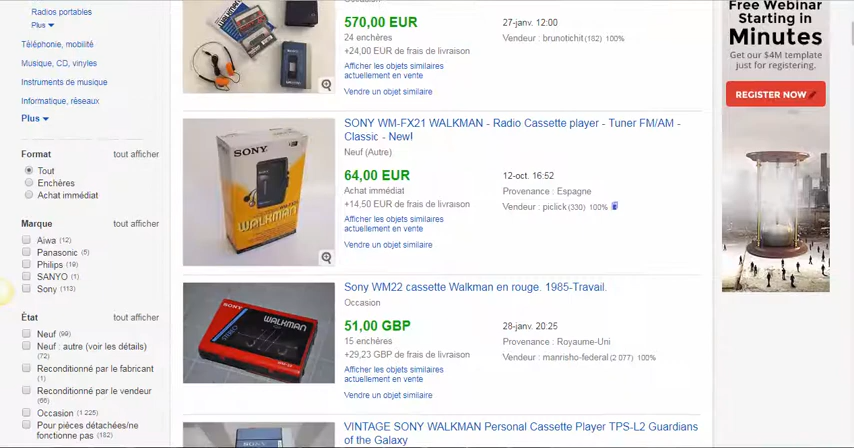 Radios portables
Plus
Téléphonie, mobilité
Musique, CD, vinyles
Instruments de musique
Informatique, réseaux
Plus
Format
tout afficher
Tout
Enchères
Achat immédiat
Marque
tout afficher
Aiwa (12)
Panasonic (5)
Philips (19)
SANYO (1)
Sony (113)
État
tout afficher
Neuf (99)
Neuf : autre (voir les détails)
(72)
Reconditionné par le fabricant
(1)
Reconditionné par le vendeur
(66)
Occasion (1 225)
Pour pièces détachées/ne
fonctionne pas (182)
Occasion
570,00 EUR
24 enchères
+24,00 EUR de frais de livraison
Afficher les objets similaires
actuellement en vente
Vendre un objet similaire
27-janv. 12:00
Vendeur : brunotichit (182) 100%
SONY
WALKMAN
SONY WM-FX21 WALKMAN - Radio Cassette player - Tuner FM/AM -
Classic - New!
Neuf (Autre)
64,00 EUR
Achat immédiat
+14,50 EUR de frais de livraison
Afficher les objets similaires
actuellement en vente
Vendre un objet similaire
12-oct. 16:52
Provenance : Espagne
Vendeur : piclick (330) 100%
SONY
WALKMAN
STEREO
Sony WM22 cassette Walkman en rouge. 1985-Travail.
Occasion
51,00 GBP
15 enchères
+29,23 GBP de frais de livraison
Afficher les objets similaires
actuellement en vente
Vendre un objet similaire
28-janv. 20:25
Provenance : Royaume-Uni
Vendeur : manrisho-federal (2 077) 100%
VINTAGE SONY WALKMAN Personal Cassette Player TPS-L2 Guardians
of the Galaxy
Free Webinar
Starting in
Minutes
Get our $4M template
just for registering.
REGISTER NOW